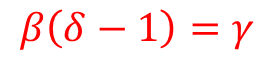 β(δ − 1) = γ